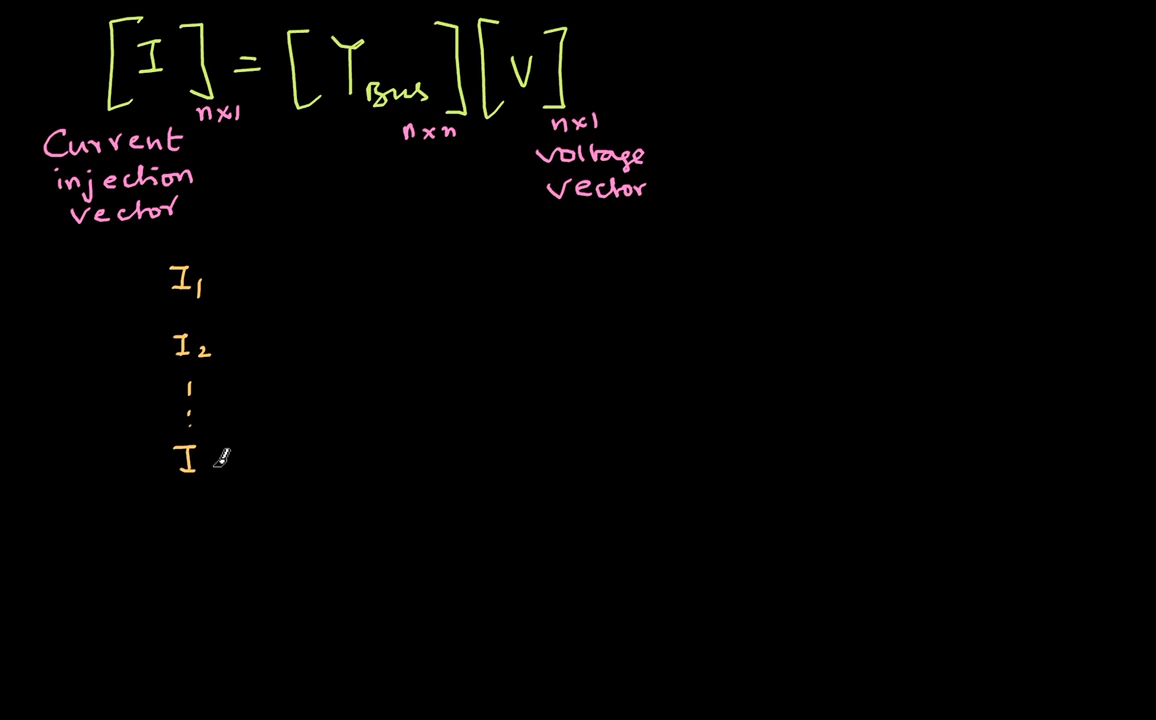 [I] n×1 = [Y Bus] n×n [V] n×1
Current injection vector
voltage vector
I1
I2
⋮
I